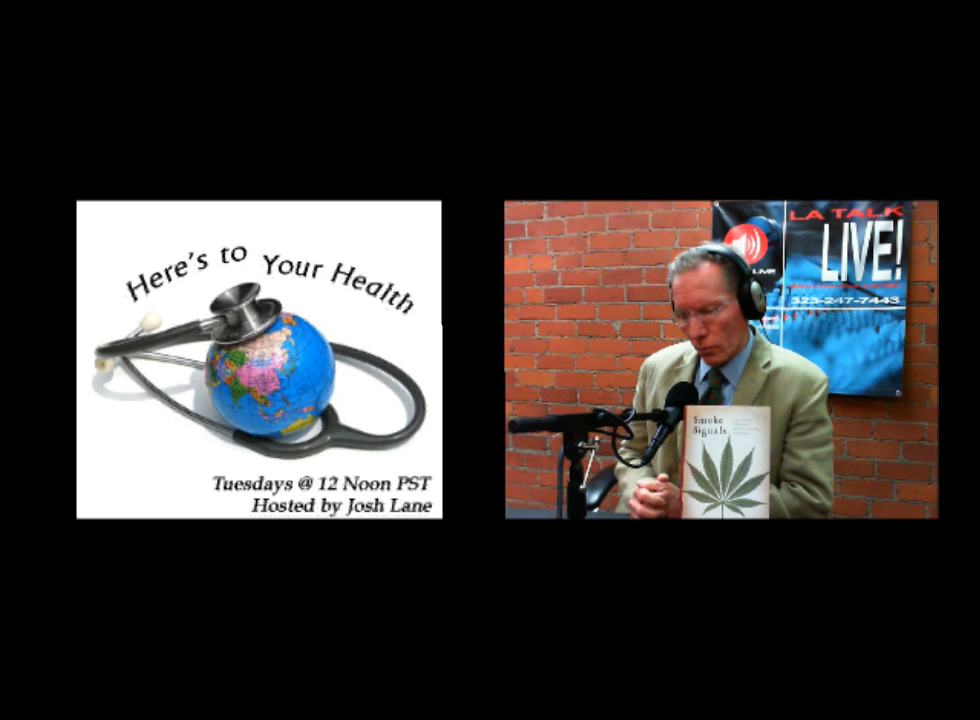 Here's to Your Health
Tuesdays @ 12 Noon PST
Hosted by Josh Lane
LA TALK
LIVE!
LIVE
323-247-7443
Smoke
Signals